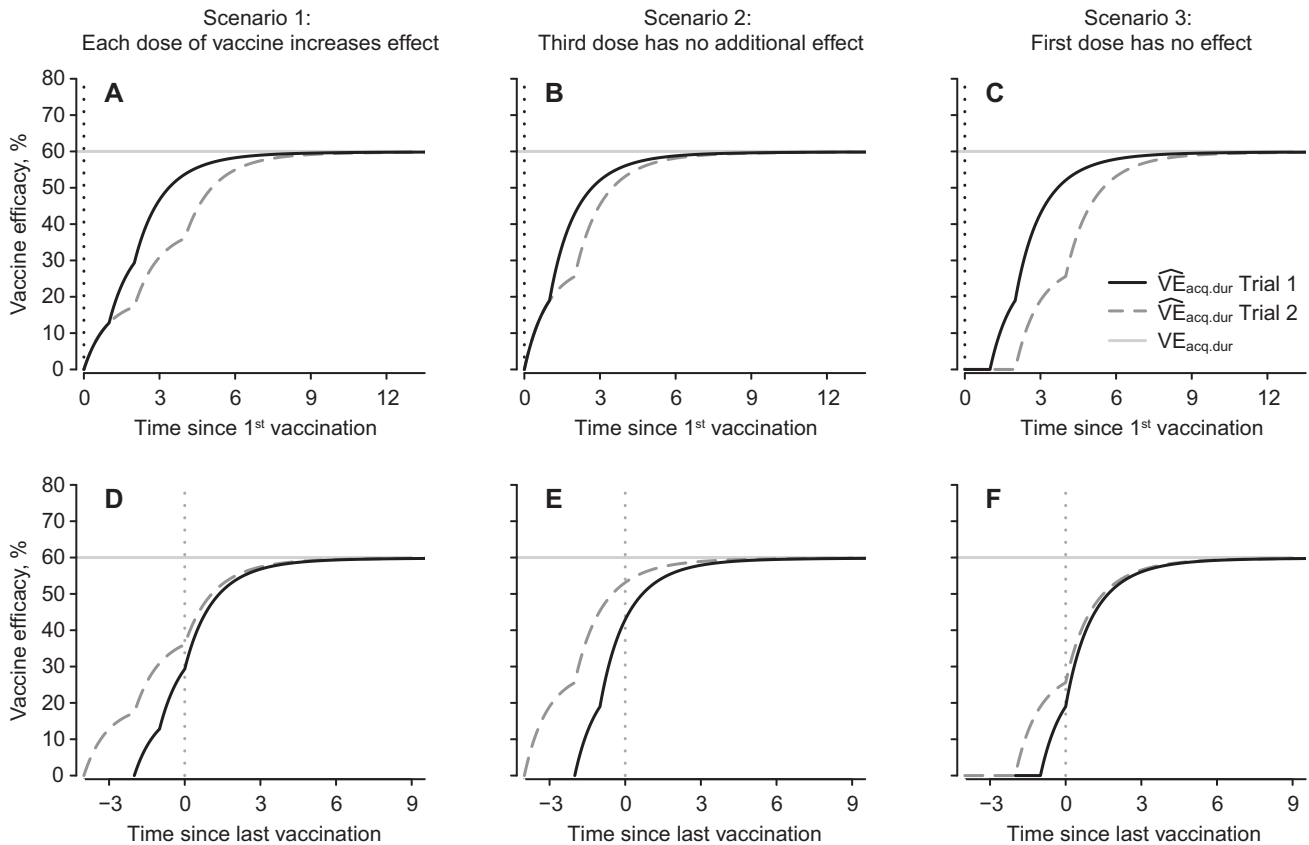 Scenario 1:
Each dose of vaccine increases effect
Scenario 2:
Third dose has no additional effect
Scenario 3:
First dose has no effect
A
B
C
Vaccine efficacy, %
80
70
60
50
40
30
20
10
0
0 3 6 9 12
0 3 6 9 12
0 3 6 9 12
V̂Eacq.dur Trial 1
V̂Eacq.dur Trial 2
VEacq.dur
Time since 1st vaccination
Time since 1st vaccination
Time since 1st vaccination
D
E
F
Vaccine efficacy, %
80
70
60
50
40
30
20
10
0
−3 0 3 6 9
−3 0 3 6 9
−3 0 3 6 9
Time since last vaccination
Time since last vaccination
Time since last vaccination